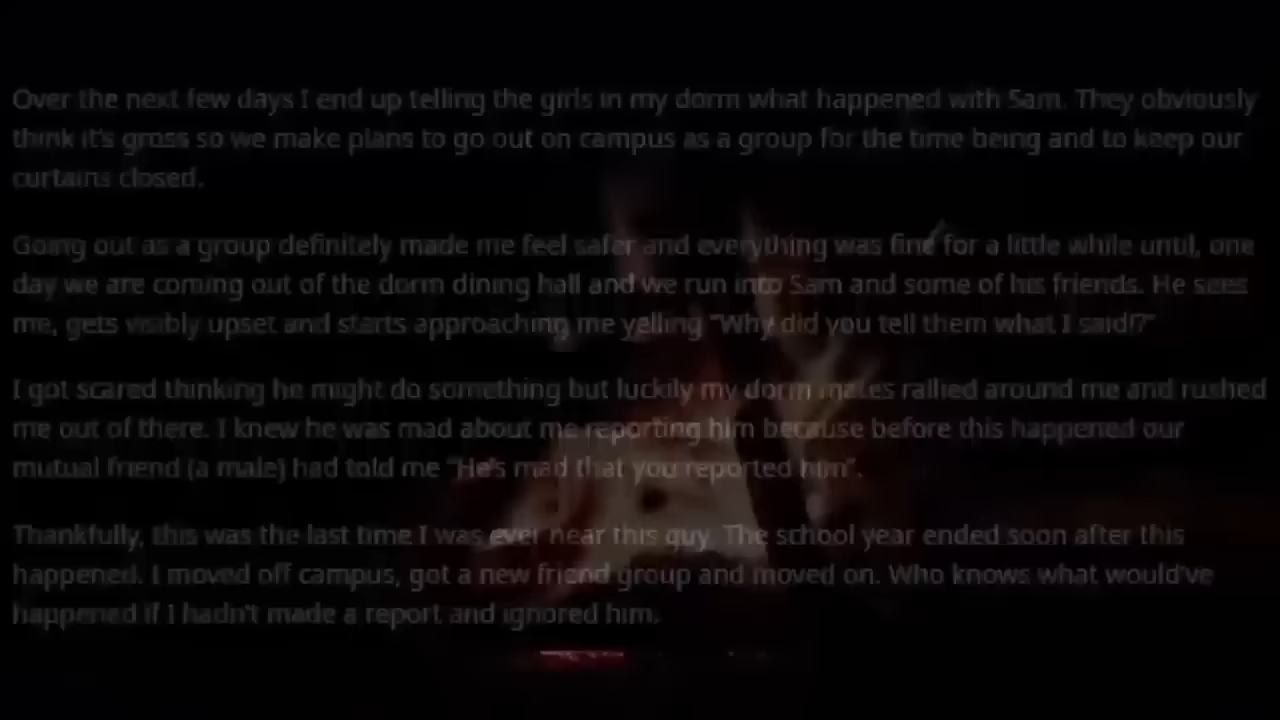 Over the next few days I end up telling the girls in my dorm what happened with Sam. They obviously
think it's gross so we make plans to go out on campus as a group for the time being and to keep our
curtains closed.
Going out as a group definitely made me feel safer and everything was fine for a little while until, one
day we are coming out of the dorm dining hall and we run into Sam and some of his friends. He sees
me, gets visibly upset and starts approaching me yelling "Why did you tell them what I said!?"
I got scared thinking he might do something but luckily my dorm mates rallied around me and rushed
me out of there. I knew he was mad about me reporting him because before this happened our
mutual friend (a male) had told me "He's mad that you reported him".
Thankfully, this was the last time I was ever near this guy. The school year ended soon after this
happened. I moved off campus, got a new friend group and moved on. Who knows what would've
happened if I hadn't made a report and ignored him.